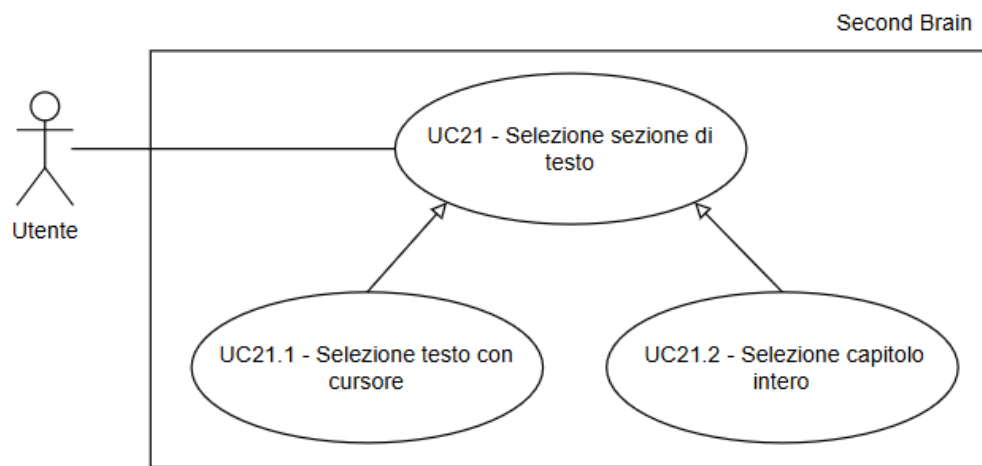 Second Brain
UC21 - Selezione sezione di
testo
Utente
UC21.1 - Selezione testo con
cursore
UC21.2 - Selezione capitolo
intero